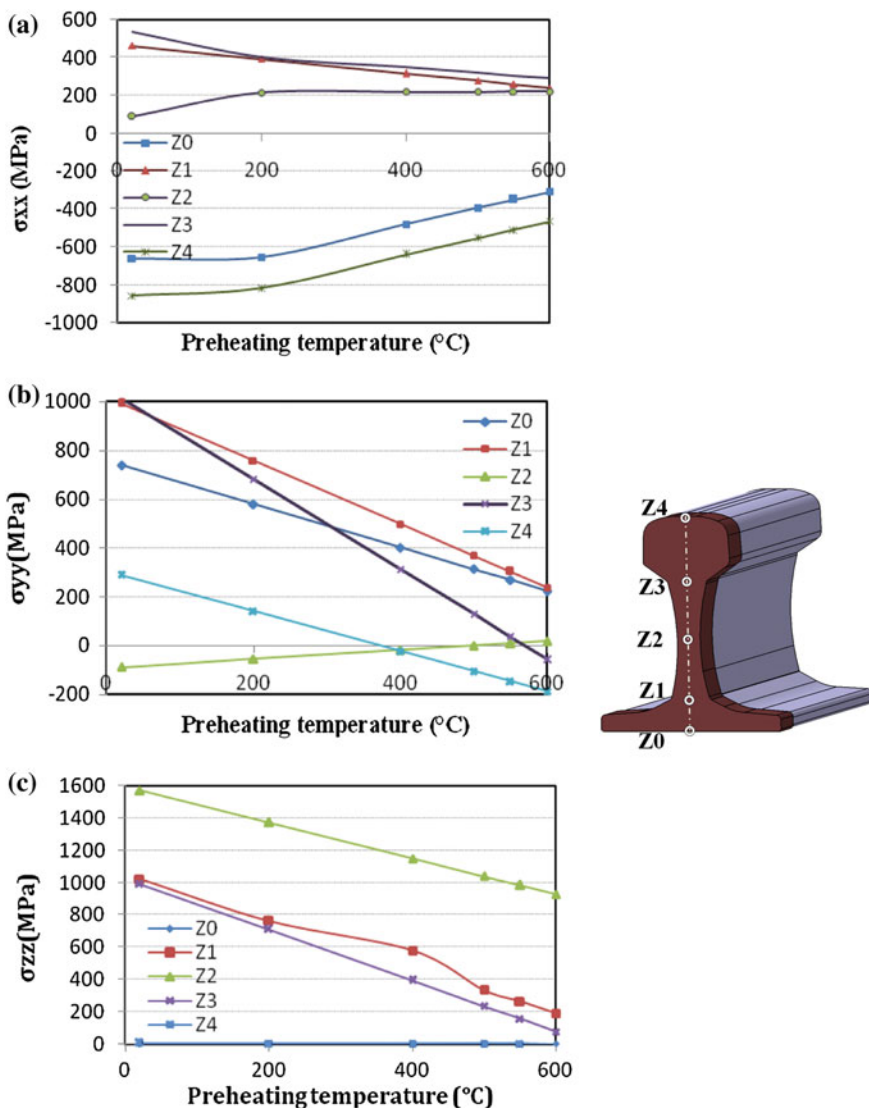 (a)
600
400
200
0
-200
-400
-600
-800
-1000
σxx (MPa)
0 200 400 600
Z0
Z1
Z2
Z3
Z4
Preheating temperature (°C)
(b)
1000
800
600
400
200
0
-200
σyy(MPa)
0 200 400 600
Z0
Z1
Z2
Z3
Z4
Preheating temperature (°C)
Z4
Z3
Z2
Z1
Z0
(c)
1600
1400
1200
1000
800
600
400
200
0
σzz(MPa)
Z0
Z1
Z2
Z3
Z4
0 200 400 600
Preheating temperature (°C)